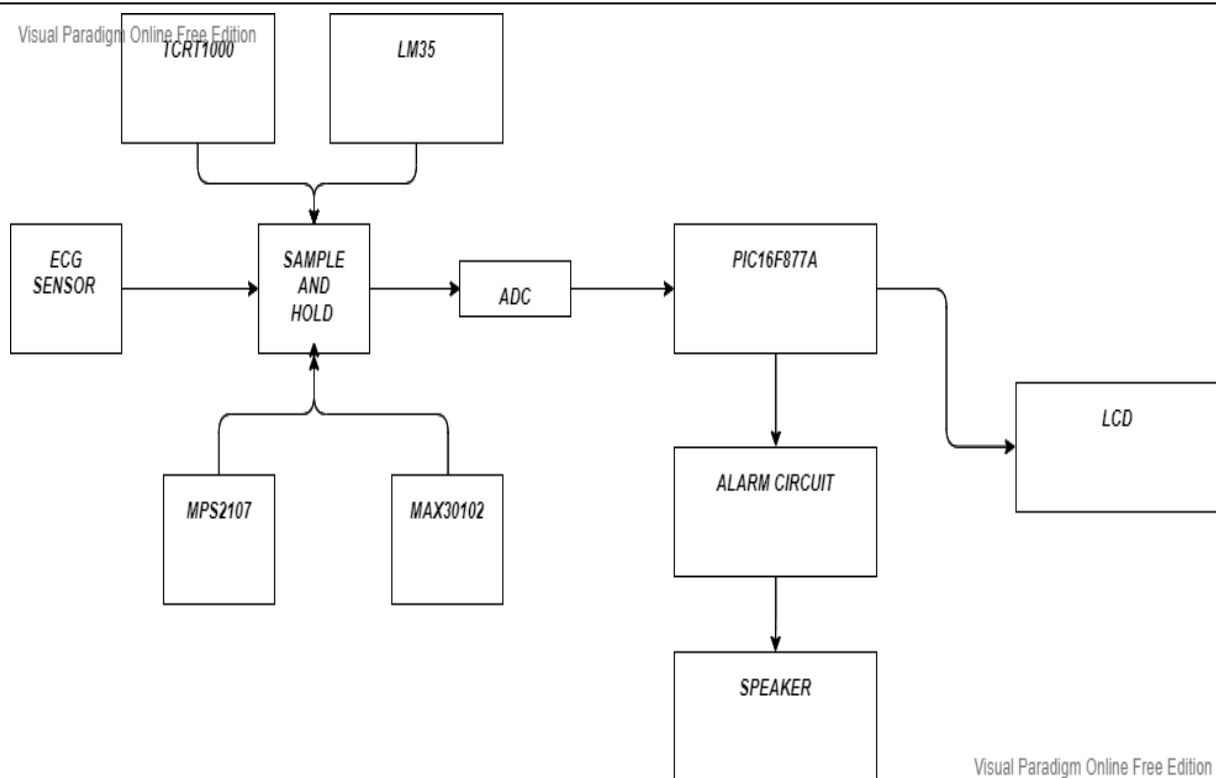 Visual Paradigm Online Free Edition
TCRT1000
LM35
ECG
SENSOR
SAMPLE
AND
HOLD
ADC
PIC16F877A
LCD
MPS2107
MAX30102
ALARM CIRCUIT
SPEAKER
Visual Paradigm Online Free Edition